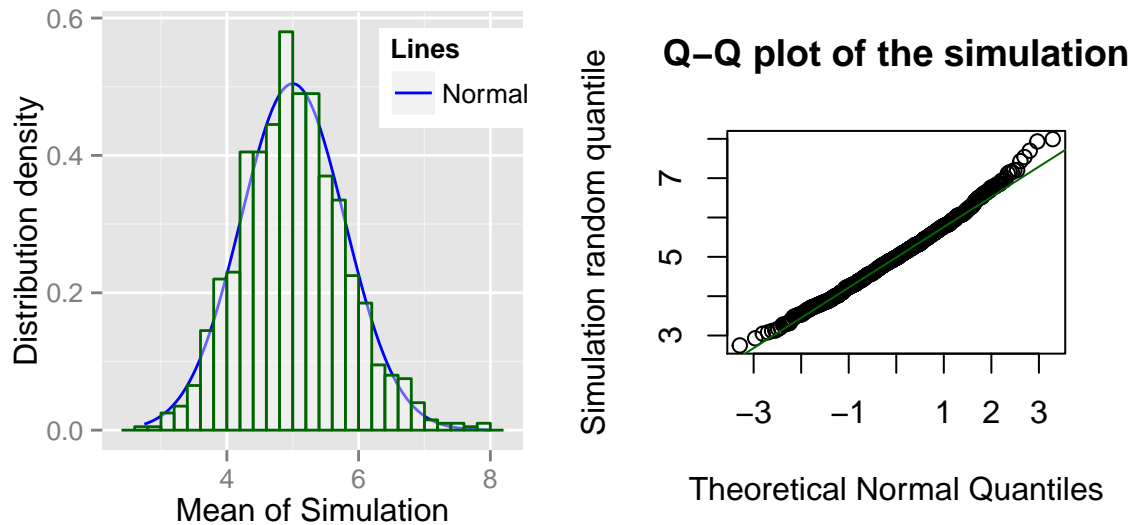 0.6
0.4
0.2
0.0
Distribution density
Lines
Normal
4 6 8
Mean of Simulation
Q−Q plot of the simulation
Simulation random quantile
7
5
3
−3 −1 1 2 3
Theoretical Normal Quantiles